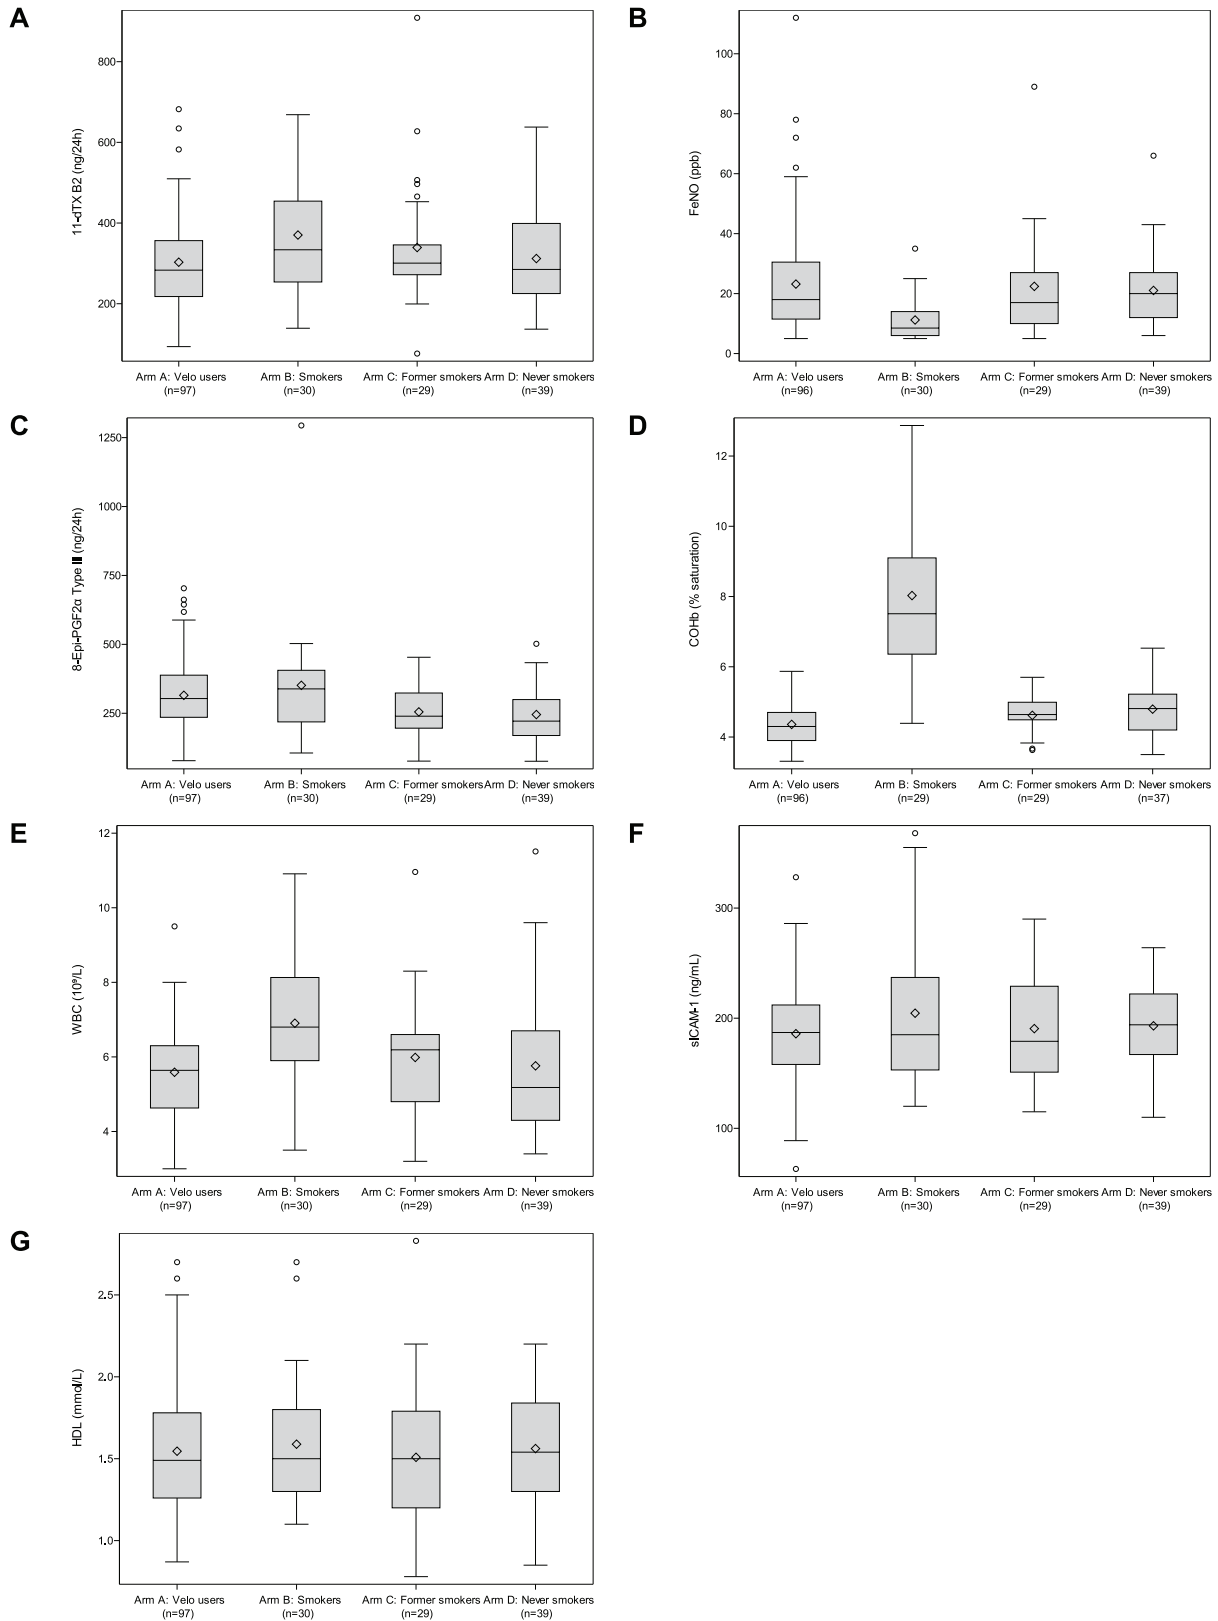 A
11-dTX B2 (ng/24h)
800
600
400
200
Arm A: Velo users
(n=97)
Arm B: Smokers
(n=30)
Arm C: Former smokers
(n=29)
Arm D: Never smokers
(n=39)
B
FeNO (ppb)
100
80
60
40
20
0
Arm A: Velo users
(n=96)
Arm B: Smokers
(n=30)
Arm C: Former smokers
(n=29)
Arm D: Never smokers
(n=39)
C
8-Epi-PGF2α Type III (ng/24h)
1250
1000
750
500
250
Arm A: Velo users
(n=97)
Arm B: Smokers
(n=30)
Arm C: Former smokers
(n=29)
Arm D: Never smokers
(n=39)
D
COHb (% saturation)
12
10
8
6
4
Arm A: Velo users
(n=96)
Arm B: Smokers
(n=29)
Arm C: Former smokers
(n=29)
Arm D: Never smokers
(n=37)
E
WBC (10⁹/L)
12
10
8
6
4
Arm A: Velo users
(n=97)
Arm B: Smokers
(n=30)
Arm C: Former smokers
(n=29)
Arm D: Never smokers
(n=39)
F
sICAM-1 (ng/mL)
300
200
100
Arm A: Velo users
(n=97)
Arm B: Smokers
(n=30)
Arm C: Former smokers
(n=29)
Arm D: Never smokers
(n=39)
G
HDL (mmol/L)
2.5
2.0
1.5
1.0
Arm A: Velo users
(n=97)
Arm B: Smokers
(n=30)
Arm C: Former smokers
(n=29)
Arm D: Never smokers
(n=39)